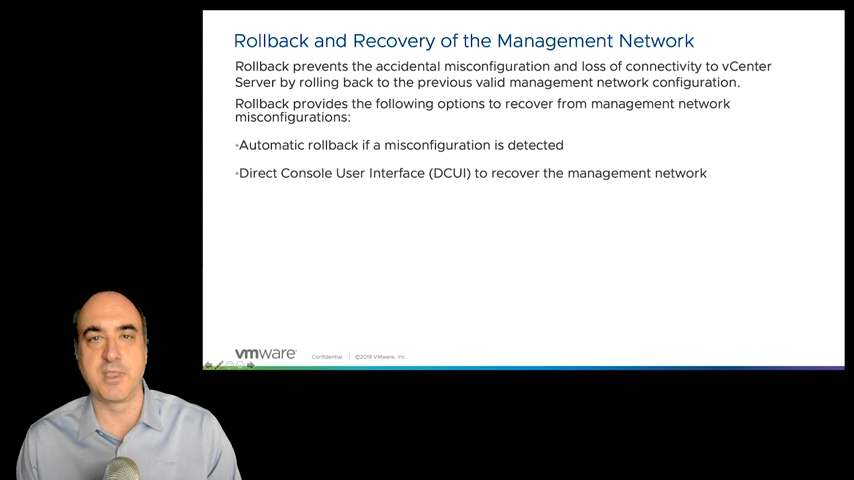 Rollback and Recovery of the Management Network
Rollback prevents the accidental misconfiguration and loss of connectivity to vCenter
Server by rolling back to the previous valid management network configuration.
Rollback provides the following options to recover from management network
misconfigurations:
•Automatic rollback if a misconfiguration is detected
•Direct Console User Interface (DCUI) to recover the management network
vmware® Confidential | ©2019 VMware, Inc.